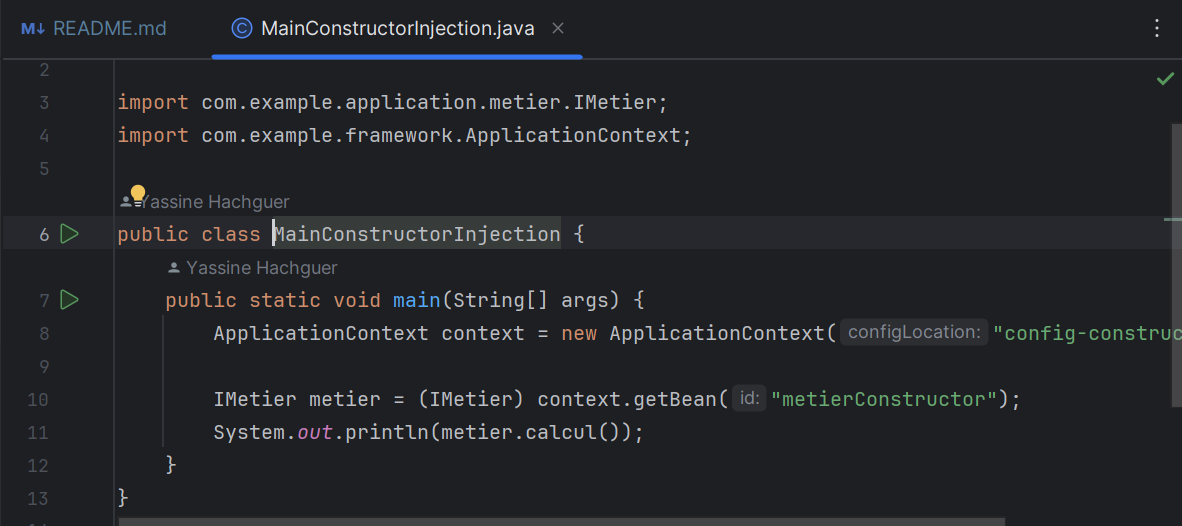 M↓ README.md
C MainConstructorInjection.java
2
3 import com.example.application.metier.IMetier;
4 import com.example.framework.ApplicationContext;
5
Yassine Hachguer
6 public class MainConstructorInjection {
Yassine Hachguer
7 public static void main(String[] args) {
8 ApplicationContext context = new ApplicationContext( configLocation: "config-construc
9
10 IMetier metier = (IMetier) context.getBean( id: "metierConstructor");
11 System.out.println(metier.calcul());
12 }
13 }